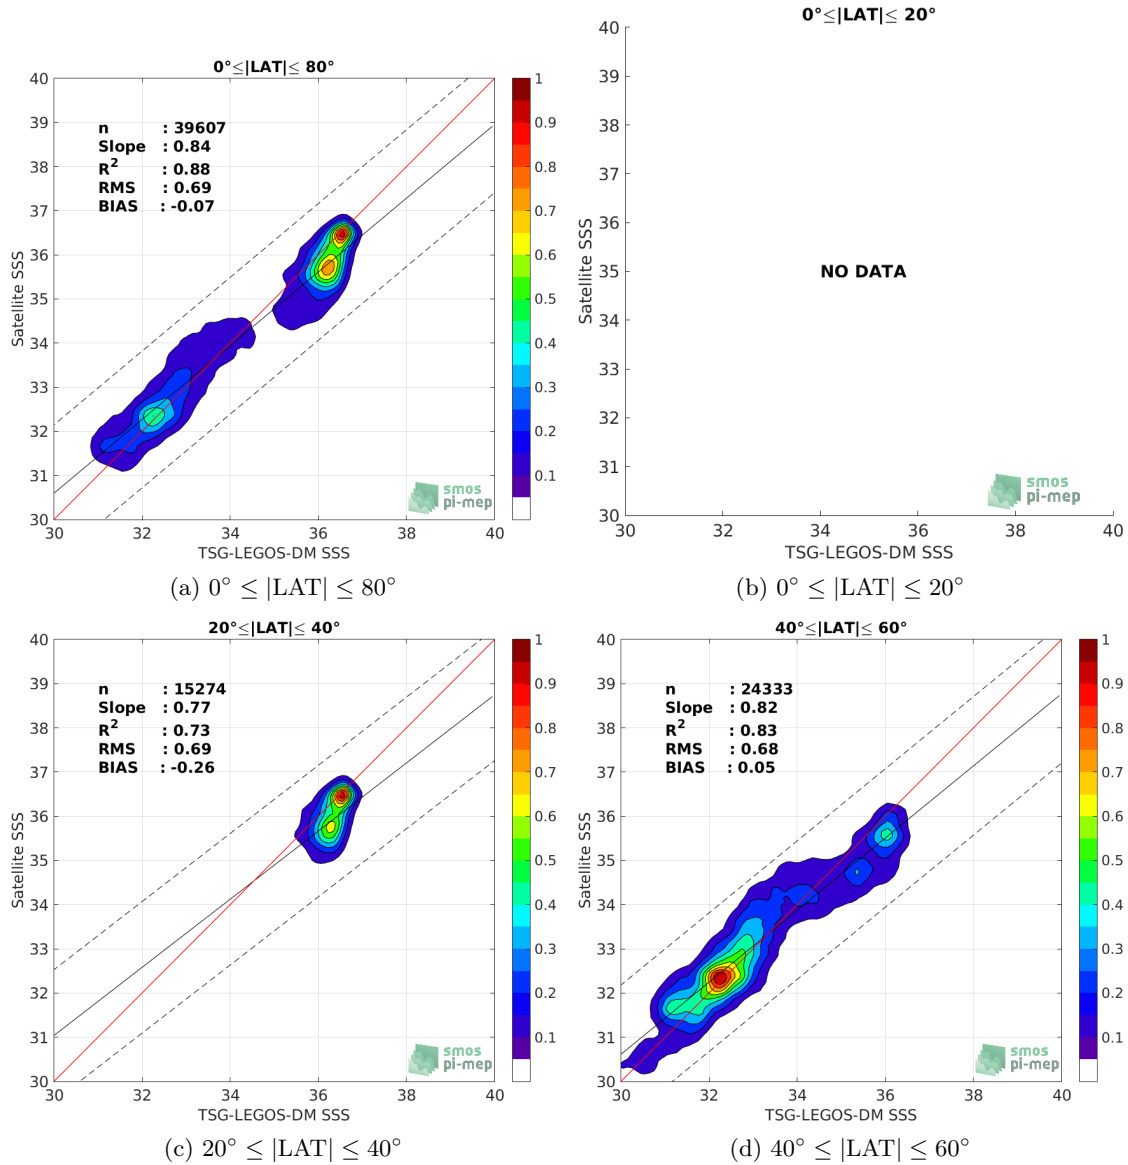 0°≤|LAT|≤ 80°
40
39
38
37
36
35
34
33
32
31
30
Satellite SSS
n : 39607
Slope : 0.84
R² : 0.88
RMS : 0.69
BIAS : -0.07
1
0.9
0.8
0.7
0.6
0.5
0.4
0.3
0.2
0.1
smos
pi-mep
30 32 34 36 38 40
TSG-LEGOS-DM SSS
(a) 0° ≤ |LAT| ≤ 80°
0°≤|LAT|≤ 20°
40
39
38
37
36
35
34
33
32
31
30
Satellite SSS
NO DATA
smos
pi-mep
30 32 34 36 38 40
TSG-LEGOS-DM SSS
(b) 0° ≤ |LAT| ≤ 20°
20°≤|LAT|≤ 40°
40
39
38
37
36
35
34
33
32
31
30
Satellite SSS
n : 15274
Slope : 0.77
R² : 0.73
RMS : 0.69
BIAS : -0.26
1
0.9
0.8
0.7
0.6
0.5
0.4
0.3
0.2
0.1
smos
pi-mep
30 32 34 36 38 40
TSG-LEGOS-DM SSS
(c) 20° ≤ |LAT| ≤ 40°
40°≤|LAT|≤ 60°
40
39
38
37
36
35
34
33
32
31
30
Satellite SSS
n : 24333
Slope : 0.82
R² : 0.83
RMS : 0.68
BIAS : 0.05
1
0.9
0.8
0.7
0.6
0.5
0.4
0.3
0.2
0.1
smos
pi-mep
30 32 34 36 38 40
TSG-LEGOS-DM SSS
(d) 40° ≤ |LAT| ≤ 60°